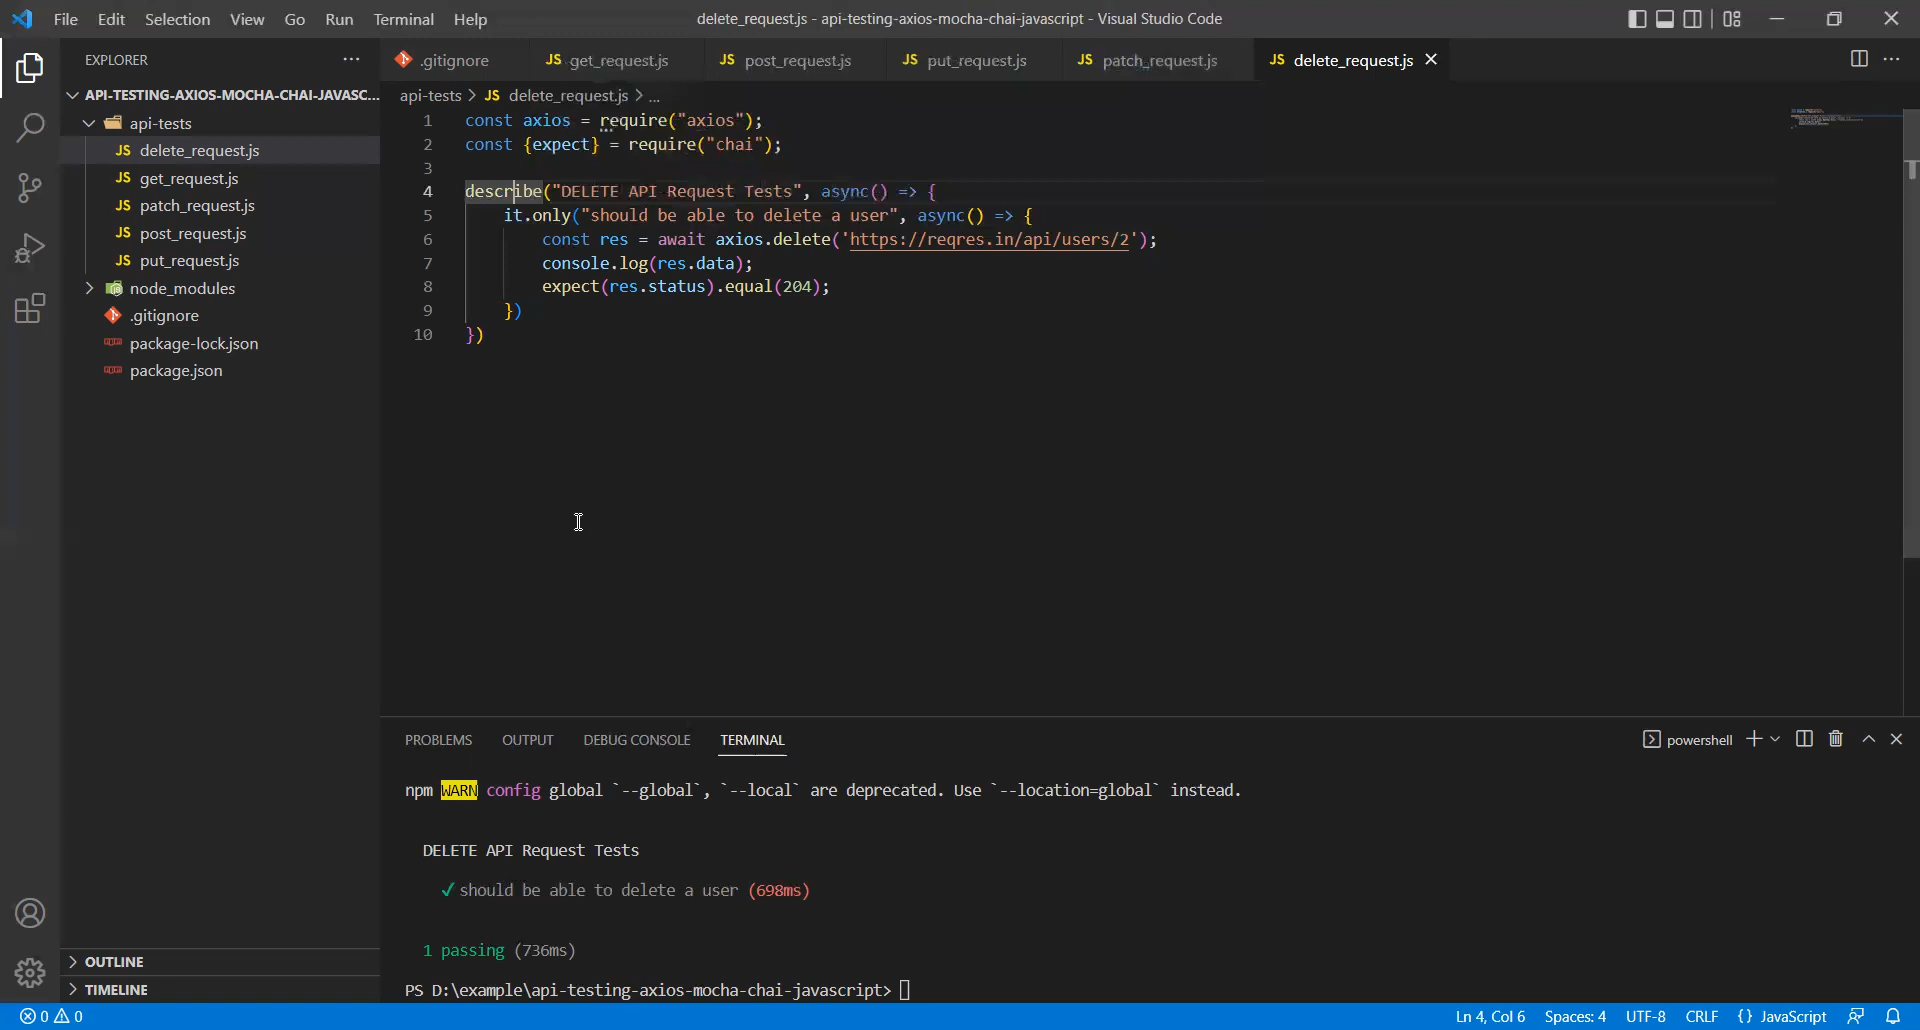 File Edit Selection View Go Run Terminal Help
delete_request.js - api-testing-axios-mocha-chai-javascript - Visual Studio Code
EXPLORER
API-TESTING-AXIOS-MOCHA-CHAI-JAVASC...
api-tests
JS delete_request.js
JS get_request.js
JS patch_request.js
JS post_request.js
JS put_request.js
node_modules
.gitignore
package-lock.json
package.json
OUTLINE
TIMELINE
.gitignore JS get_request.js JS post_request.js JS put_request.js JS patch_request.js JS delete_request.js
api-tests > JS delete_request.js > ...
1 const axios = require("axios");
2 const {expect} = require("chai");
3
4 describe("DELETE API Request Tests", async() => {
5 it.only("should be able to delete a user", async() => {
6 const res = await axios.delete('https://reqres.in/api/users/2');
7 console.log(res.data);
8 expect(res.status).equal(204);
9 })
10 })
PROBLEMS OUTPUT DEBUG CONSOLE TERMINAL
powershell
npm WARN config global `--global`, `--local` are deprecated. Use `--location=global` instead.
DELETE API Request Tests
✓ should be able to delete a user (698ms)
1 passing (736ms)
PS D:\example\api-testing-axios-mocha-chai-javascript>
0 0
Ln 4, Col 6 Spaces: 4 UTF-8 CRLF {} JavaScript